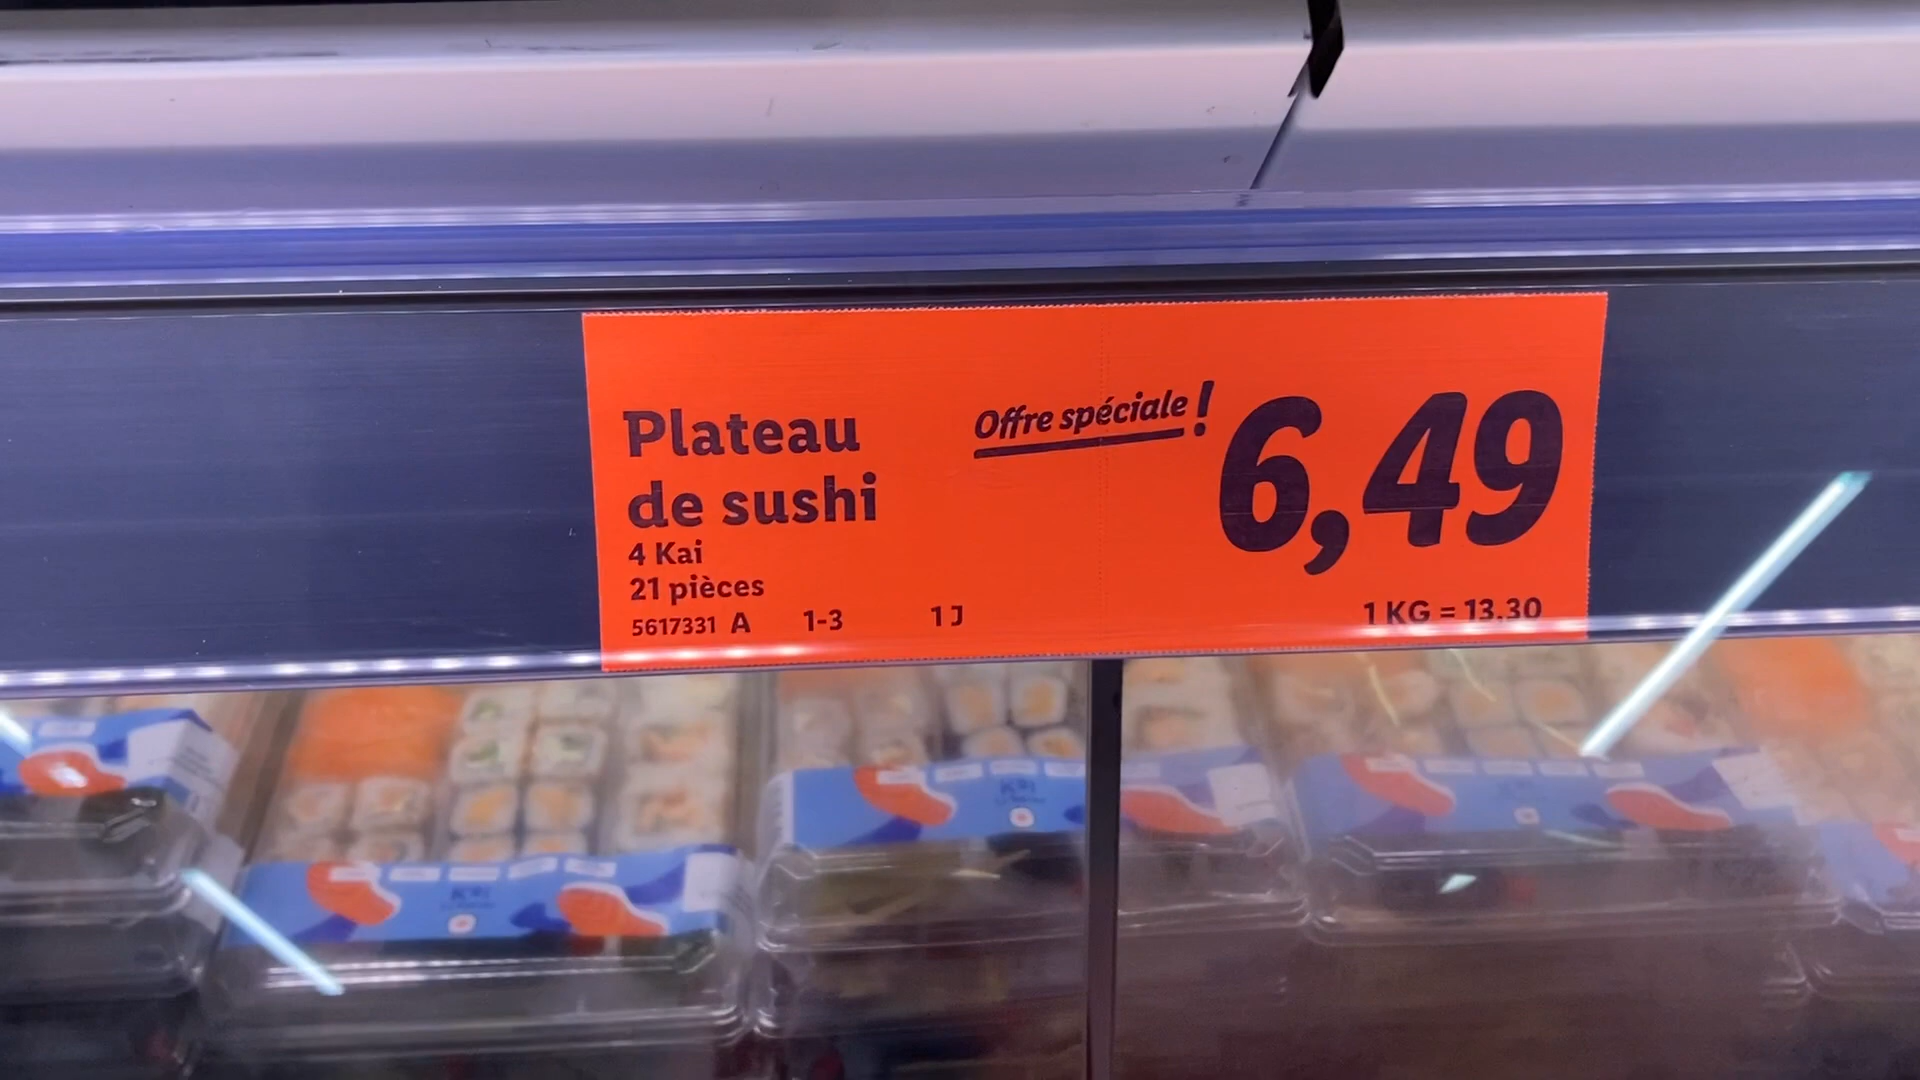 Plateau
de sushi
4 Kai
21 pièces
5617331 A 1-3 1 J
Offre spéciale !
6,49
1 KG = 13.30
Kai